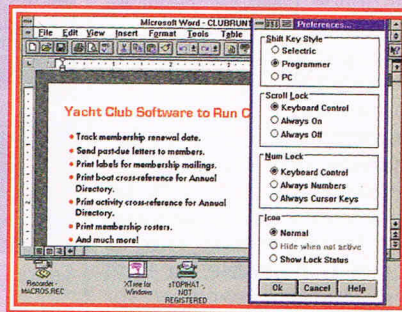 Microsoft Word - CLUBRUNT
File Edit View Insert Format Tools Table
Yacht Club Software to Run C
• Track membership renewal date.
• Send past-due letters to members.
• Print labels for membership mailings.
• Print boat cross-reference for Annual
Directory.
• Print activity cross-reference for Annual
Directory.
• Print membership rosters.
• And much more!
Recorder -
MACROS.REC
for
Windows
NOT
REGISTERED
Preferences...
Shift Key Style
Selectric
Programmer
PC
Scroll Lock
Keyboard Control
Always On
Always Off
Num Lock
Keyboard Control
Always Numbers
Always Cursor Keys
Icon
Normal
Hide when not active
Show Lock Status
Ok Cancel Help